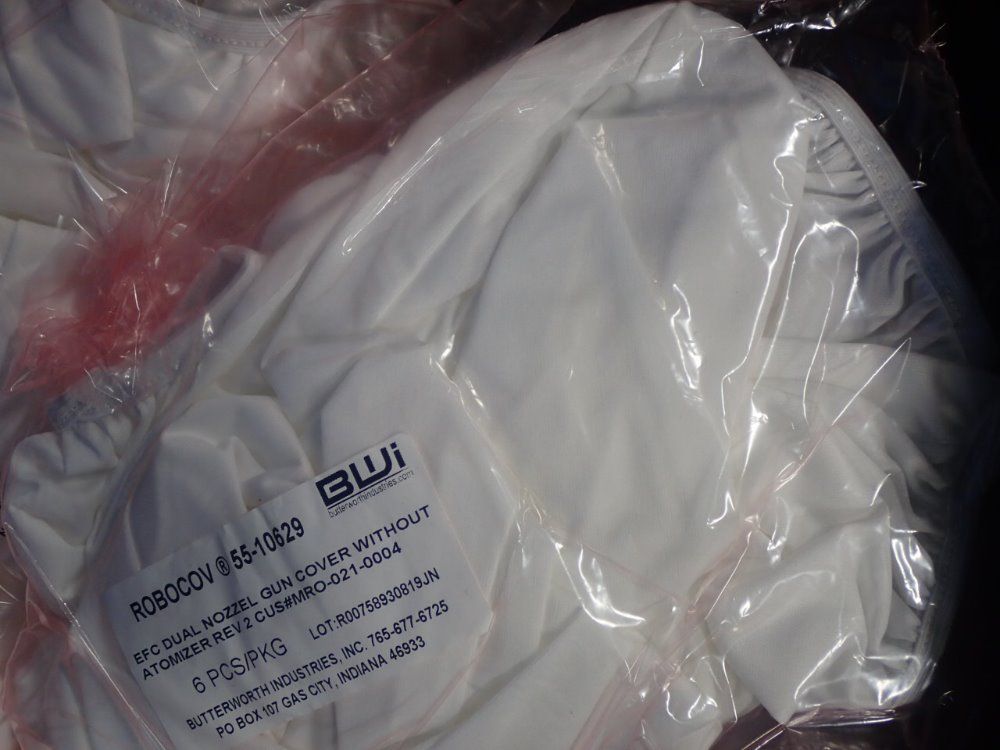 BWi
butterworthindustries.com
ROBOCOV ® 55-10629
EFC DUAL NOZZEL GUN COVER WITHOUT
ATOMIZER REV 2 CUS#MRO-021-0004
6 PCS/PKG LOT:R00758930819JN
BUTTERWORTH INDUSTRIES, INC. 765-677-6725
PO BOX 107 GAS CITY, INDIANA 46933